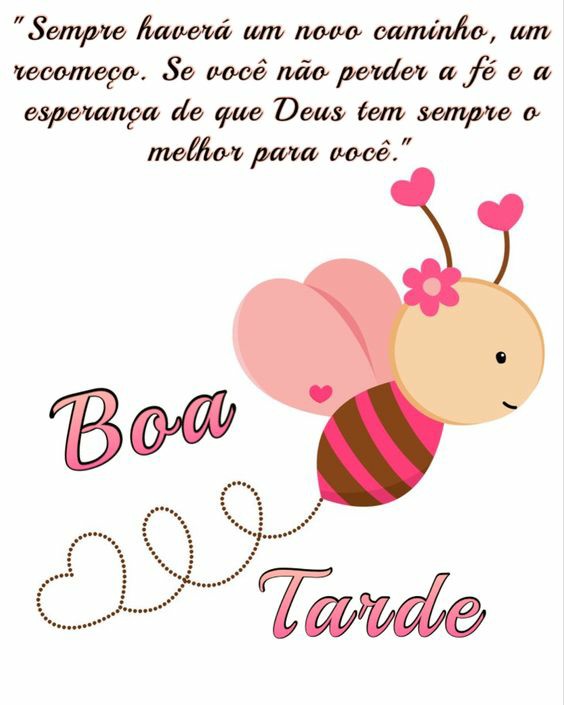 "Sempre haverá um novo caminho, um
recomeço. Se você não perder a fé e a
esperança de que Deus tem sempre o
melhor para você."
Boa
Tarde